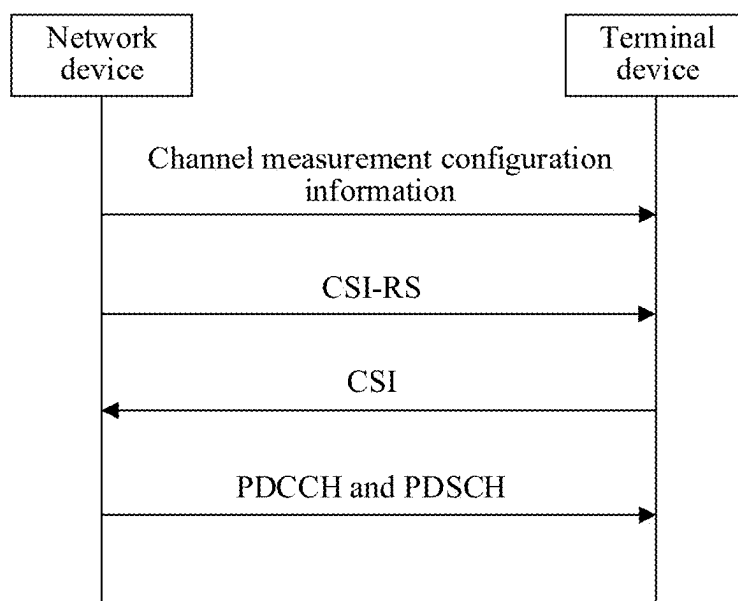 Network
device
Terminal
device
Channel measurement configuration
information
CSI-RS
CSI
PDCCH and PDSCH